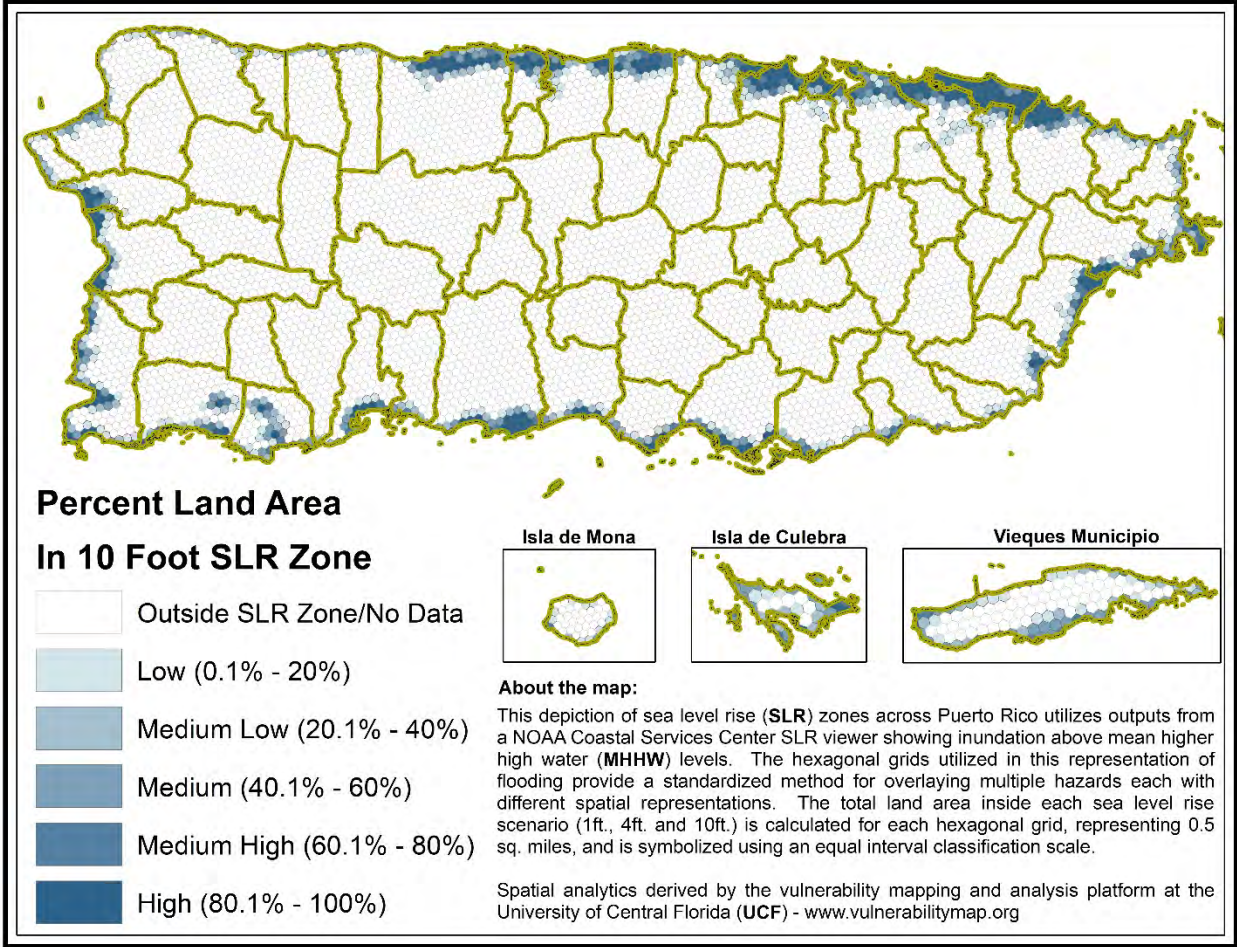 Percent Land Area
In 10 Foot SLR Zone
Outside SLR Zone/No Data
Low (0.1% - 20%)
Medium Low (20.1% - 40%)
Medium (40.1% - 60%)
Medium High (60.1% - 80%)
High (80.1% - 100%)
Isla de Mona
Isla de Culebra
Vieques Municipio
About the map:
This depiction of sea level rise (SLR) zones across Puerto Rico utilizes outputs from
a NOAA Coastal Services Center SLR viewer showing inundation above mean higher
high water (MHHW) levels. The hexagonal grids utilized in this representation of
flooding provide a standardized method for overlaying multiple hazards each with
different spatial representations. The total land area inside each sea level rise
scenario (1ft., 4ft. and 10ft.) is calculated for each hexagonal grid, representing 0.5
sq. miles, and is symbolized using an equal interval classification scale.
Spatial analytics derived by the vulnerability mapping and analysis platform at the
University of Central Florida (UCF) - www.vulnerabilitymap.org